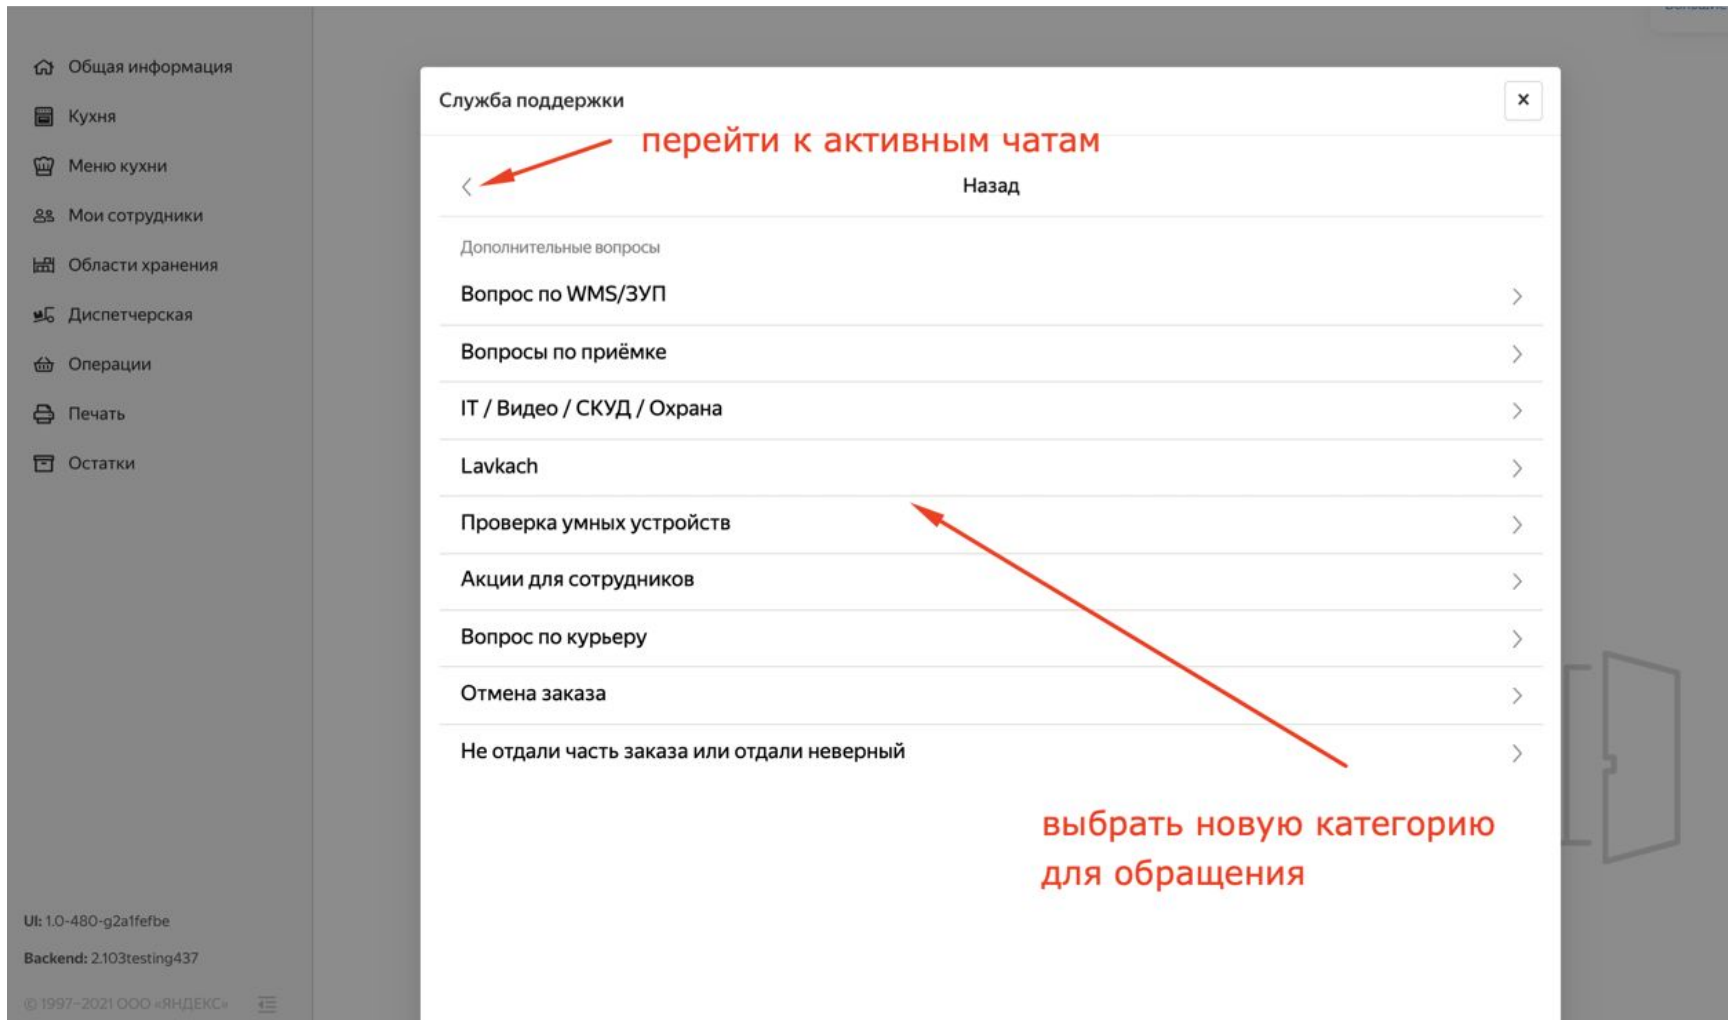 Общая информация
Кухня
Меню кухни
Мои сотрудники
Области хранения
Диспетчерская
Операции
Печать
Остатки
UI: 1.0-480-g2a1fefbe
Backend: 2.103testing437
© 1997–2021 ООО «ЯНДЕКС»
Служба поддержки
перейти к активным чатам
Назад
Дополнительные вопросы
Вопрос по WMS/ЗУП
Вопросы по приёмке
IT / Видео / СКУД / Охрана
Lavkach
Проверка умных устройств
Акции для сотрудников
Вопрос по курьеру
Отмена заказа
Не отдали часть заказа или отдали неверный
выбрать новую категорию
для обращения